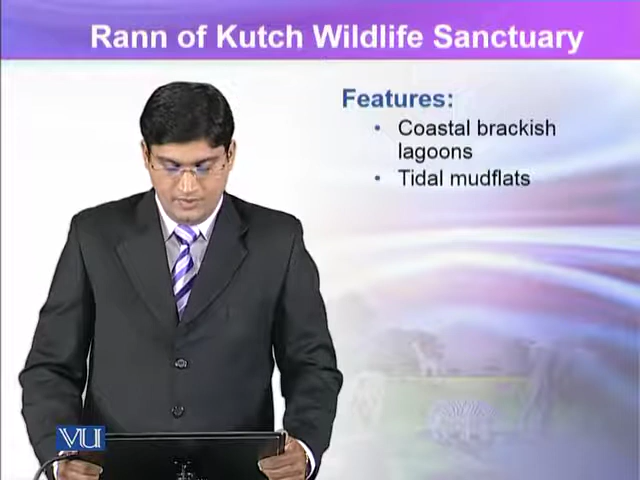 Rann of Kutch Wildlife Sanctuary
Features:
• Coastal brackish
lagoons
• Tidal mudflats
VU